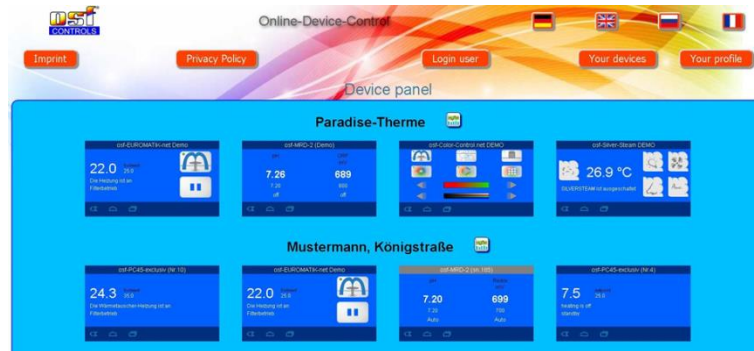 osf
CONTROLS
Online-Device-Control
Imprint
Privacy Policy
Login user
Your devices
Your profile
Device panel
Paradise-Therme
osf-EUROMATIK-net Demo
22.0
25.0
Die Heizung ist an
Filterbetrieb
osf-MRD-2 (Demo)
pH
7.26
689
7.20
off
off
osf-Color-Control.net DEMO
osf-Silver-Steam DEMO
26.9 °C
SILVERSTEAM ist ausgeschaltet
Mustermann, Königstraße
osf-PC45-exclusiv (Nr 10)
24.3
25.0
Die Wärmetauscher-Heizung ist an
Filterbetrieb
osf-EUROMATIK-net Demo
22.0
25.0
Die Heizung ist an
Filterbetrieb
osf-MRD-2 (sn.105)
pH
7.20
699
7.20
700
Auto
Auto
osf-PC45-exclusiv (Nr 4)
7.5
25.0
heating is off
standby